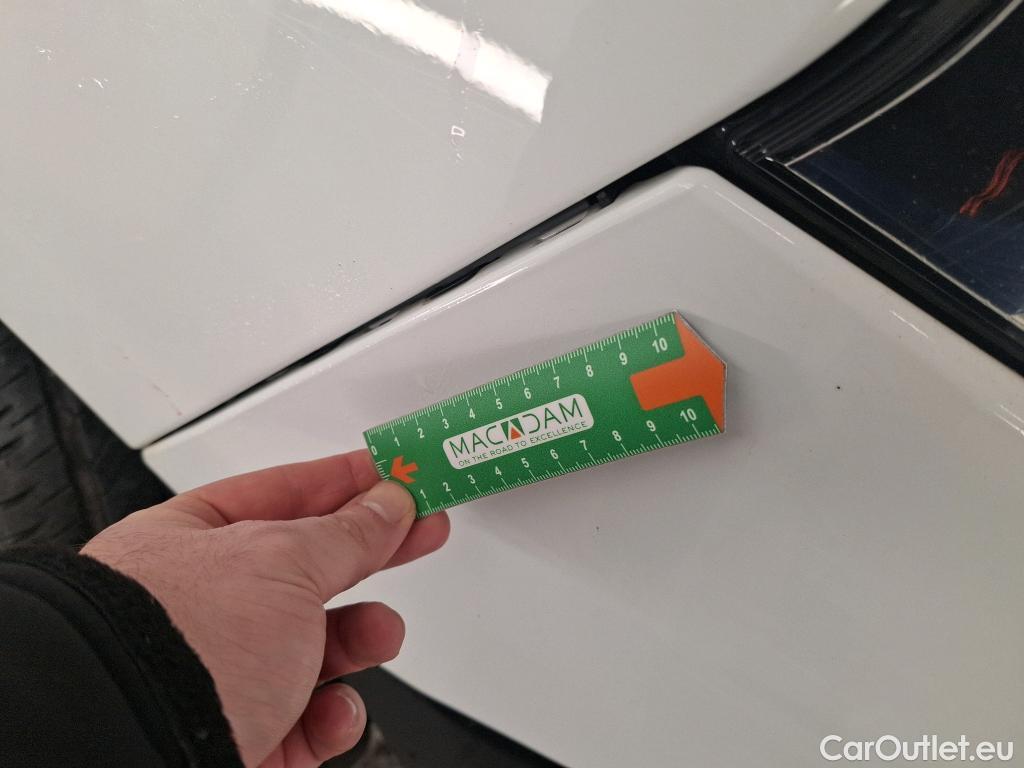 0 1 2 3 4 5 6 7 8 9 10
MACADAM
ON THE ROAD TO EXCELLENCE
1 2 3 4 5 6 7 8 9 10
CarOutlet.eu